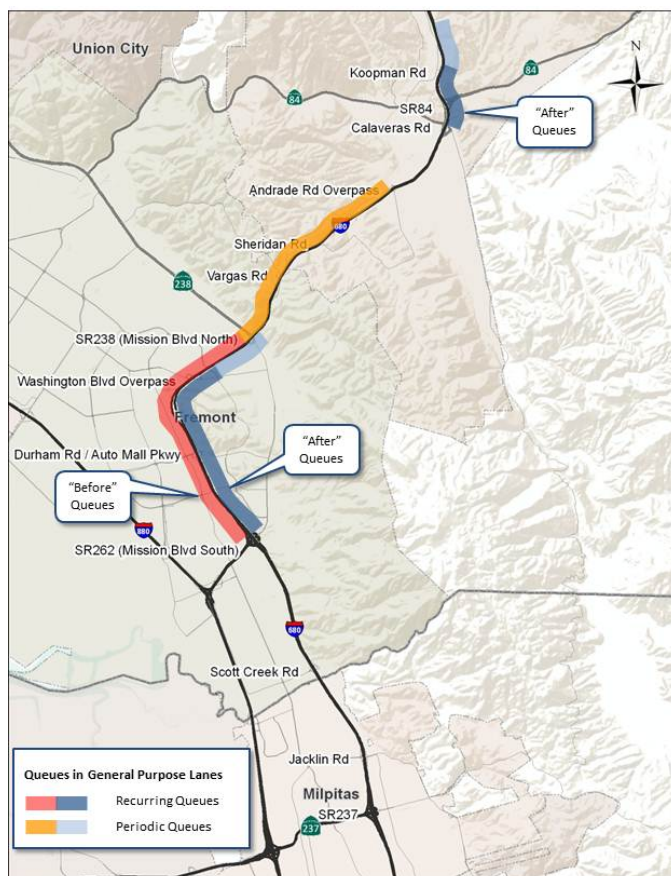 Union City
N
Koopman Rd
84
84
SR84
Calaveras Rd
"After"
Queues
Andrade Rd Overpass
680
Sheridan Rd
Vargas Rd
238
SR238 (Mission Blvd North)
Washington Blvd Overpass
Fremont
"After"
Queues
Durham Rd / Auto Mall Pkwy
"Before"
Queues
880
SR262 (Mission Blvd South)
680
Scott Creek Rd
Jacklin Rd
Milpitas
SR237
237
Queues in General Purpose Lanes
Recurring Queues
Periodic Queues